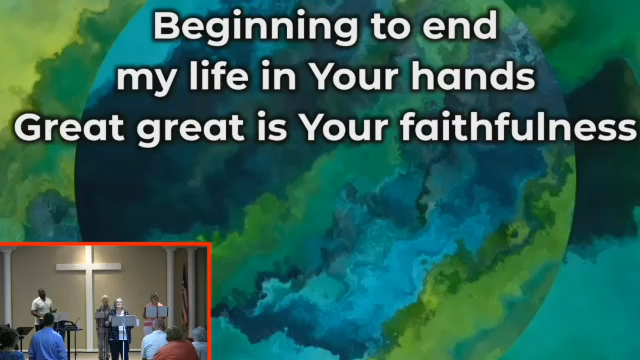 Beginning to end
my life in Your hands
Great great is Your faithfulness